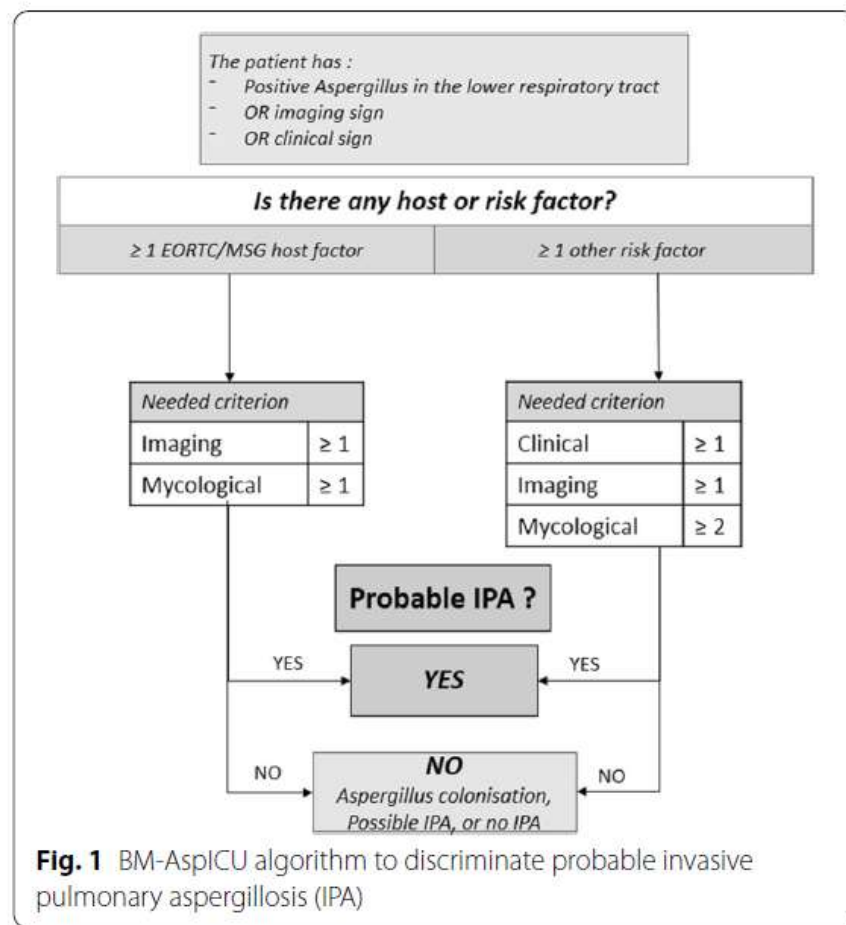 The patient has :
- Positive Aspergillus in the lower respiratory tract
- OR imaging sign
- OR clinical sign
Is there any host or risk factor?
≥ 1 EORTC/MSG host factor
≥ 1 other risk factor
Needed criterion
Imaging ≥ 1
Mycological ≥ 1
Needed criterion
Clinical ≥ 1
Imaging ≥ 1
Mycological ≥ 2
Probable IPA ?
YES
YES
YES
NO
NO
Aspergillus colonisation,
Possible IPA, or no IPA
NO
Fig. 1 BM-AspICU algorithm to discriminate probable invasive
pulmonary aspergillosis (IPA)